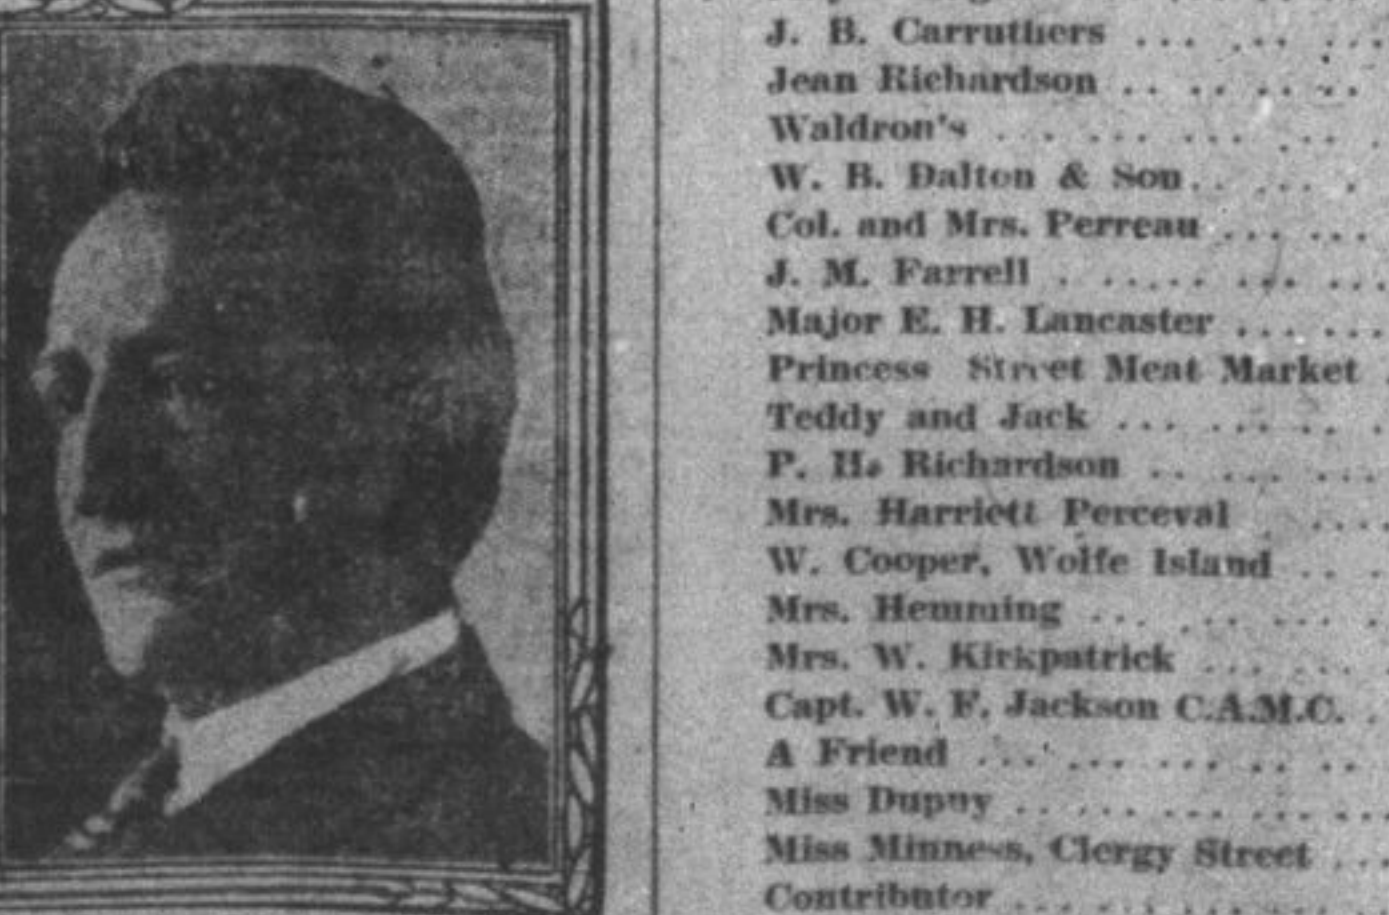 J. B. Carruthers ... ... ...
Jean Richardson .. .. .. ..
Waldron's ... ... ... ... .
W. B. Dalton & Son.. ... .
Col. and Mrs. Perreau ... ...
J. M. Farrell . ..... ... ...
Major E. H. Lancaster ... ...
Princess Street Meat Market .
Teddy and Jack ... ... .. .
P. H. Richardson .. ... ...
Mrs. Harriett Perceval ....
W. Cooper, Wolfe Island .. .
Mrs. Hemming ... ... ... .
Mrs. W. Kirkpatrick ... ... .
Capt. W. F. Jackson C.A.M.C. .
A Friend ... ... ... .. ..
Miss Dupuy .. ... ... ... ...
Miss Minness, Clergy Street ...
Contributor ... ... ... ...